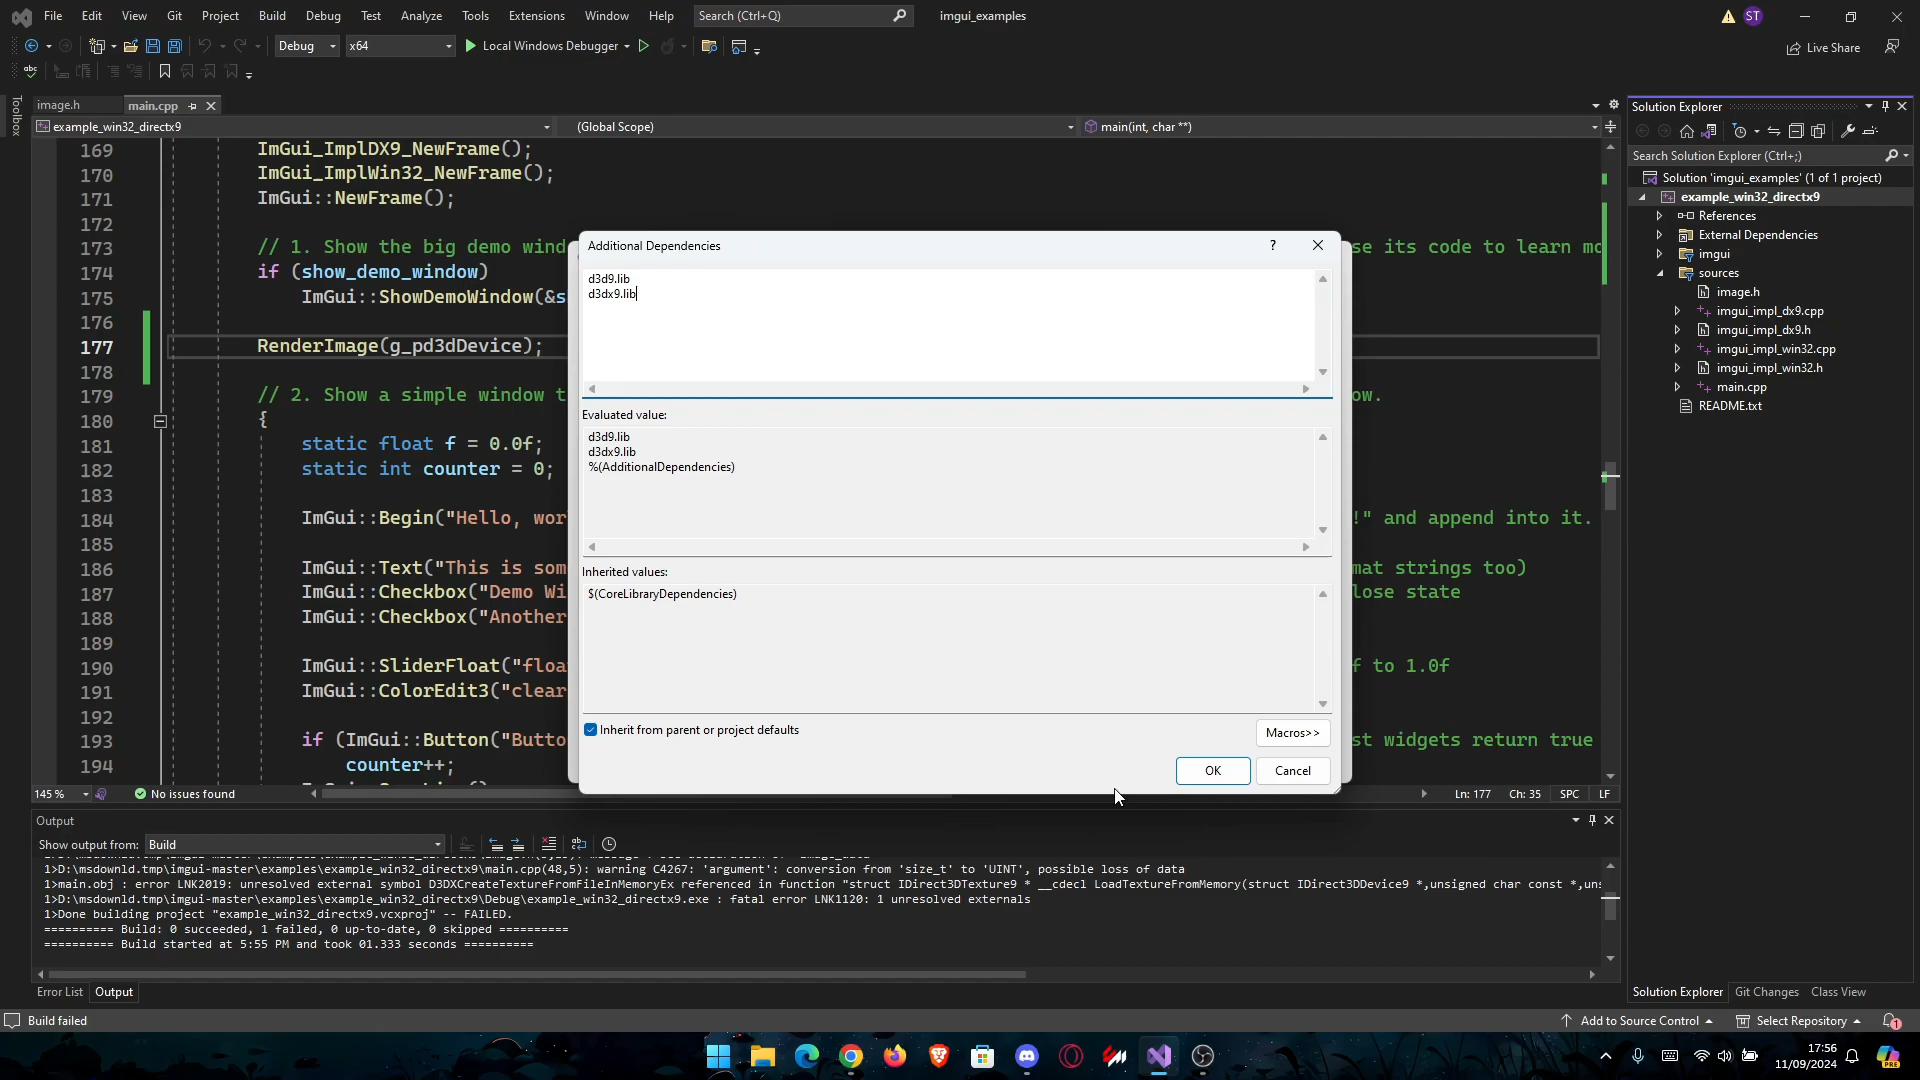 File Edit View Git Project Build Debug Test Analyze Tools Extensions Window Help Search (Ctrl+Q) imgui_examples ST
Debug x64 Local Windows Debugger Live Share
abc
Toolbox
image.h main.cpp
example_win32_directx9 (Global Scope) main(int, char **)
169 ImGui_ImplDX9_NewFrame();
170 ImGui_ImplWin32_NewFrame();
171 ImGui::NewFrame();
172
173 // 1. Show the big demo wind se its code to learn mo
174 if (show_demo_window)
175 ImGui::ShowDemoWindow(&s
176
177 RenderImage(g_pd3dDevice);
178
179 // 2. Show a simple window t ow.
180 {
181 static float f = 0.0f;
182 static int counter = 0;
183
184 ImGui::Begin("Hello, wor !" and append into it.
185
186 ImGui::Text("This is som mat strings too)
187 ImGui::Checkbox("Demo Wi lose state
188 ImGui::Checkbox("Another
189
190 ImGui::SliderFloat("floa f to 1.0f
191 ImGui::ColorEdit3("clear
192
193 if (ImGui::Button("Butto st widgets return true
194 counter++;
Additional Dependencies ?
d3d9.lib
d3dx9.lib
Evaluated value:
d3d9.lib
d3dx9.lib
%(AdditionalDependencies)
Inherited values:
$(CoreLibraryDependencies)
Inherit from parent or project defaults
Macros>>
OK Cancel
145 % No issues found Ln: 177 Ch: 35 SPC LF
Output
Show output from: Build
1>D:\msdownld.tmp\imgui-master\examples\example_win32_directx9\main.cpp(48,5): warning C4267: 'argument': conversion from 'size_t' to 'UINT', possible loss of data
1>main.obj : error LNK2019: unresolved external symbol D3DXCreateTextureFromFileInMemoryEx referenced in function "struct IDirect3DTexture9 * __cdecl LoadTextureFromMemory(struct IDirect3DDevice9 *,unsigned char const *,uns
1>D:\msdownld.tmp\imgui-master\examples\example_win32_directx9\Debug\example_win32_directx9.exe : fatal error LNK1120: 1 unresolved externals
1>Done building project "example_win32_directx9.vcxproj" -- FAILED.
========== Build: 0 succeeded, 1 failed, 0 up-to-date, 0 skipped ==========
========== Build started at 5:55 PM and took 01.333 seconds ==========
Error List Output
Solution Explorer
Search Solution Explorer (Ctrl+;)
Solution 'imgui_examples' (1 of 1 project)
example_win32_directx9
References
External Dependencies
imgui
sources
image.h
imgui_impl_dx9.cpp
imgui_impl_dx9.h
imgui_impl_win32.cpp
imgui_impl_win32.h
main.cpp
README.txt
Solution Explorer Git Changes Class View
Build failed Add to Source Control Select Repository 1
17:56
11/09/2024
PRE